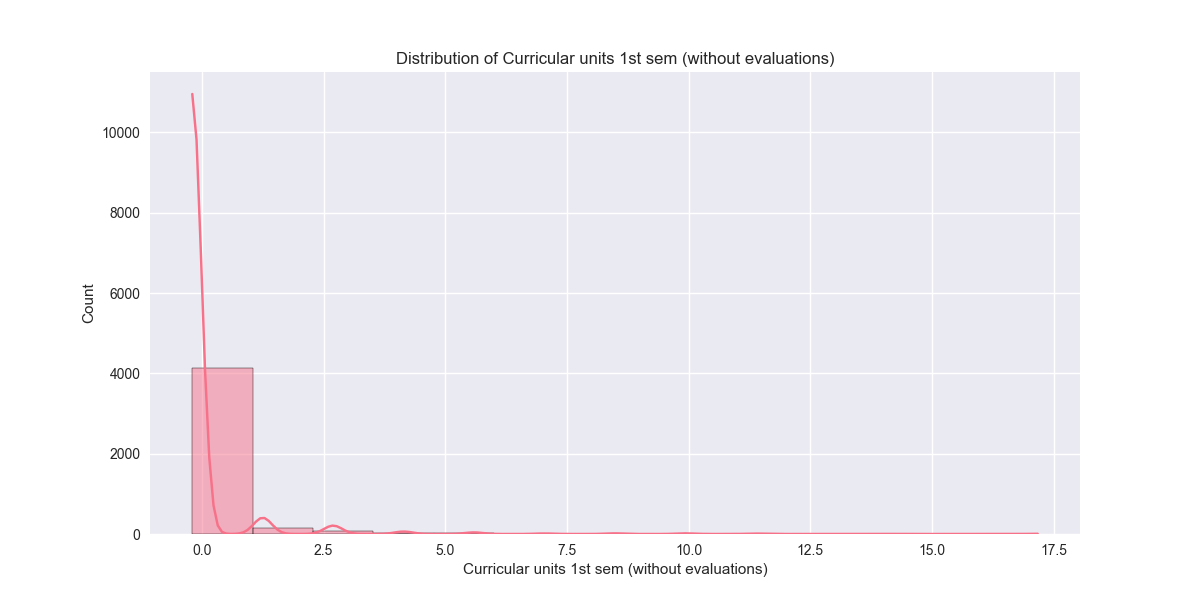 Distribution of Curricular units 1st sem (without evaluations)
10000
8000
6000
4000
2000
0
Count
0.0 2.5 5.0 7.5 10.0 12.5 15.0 17.5
Curricular units 1st sem (without evaluations)